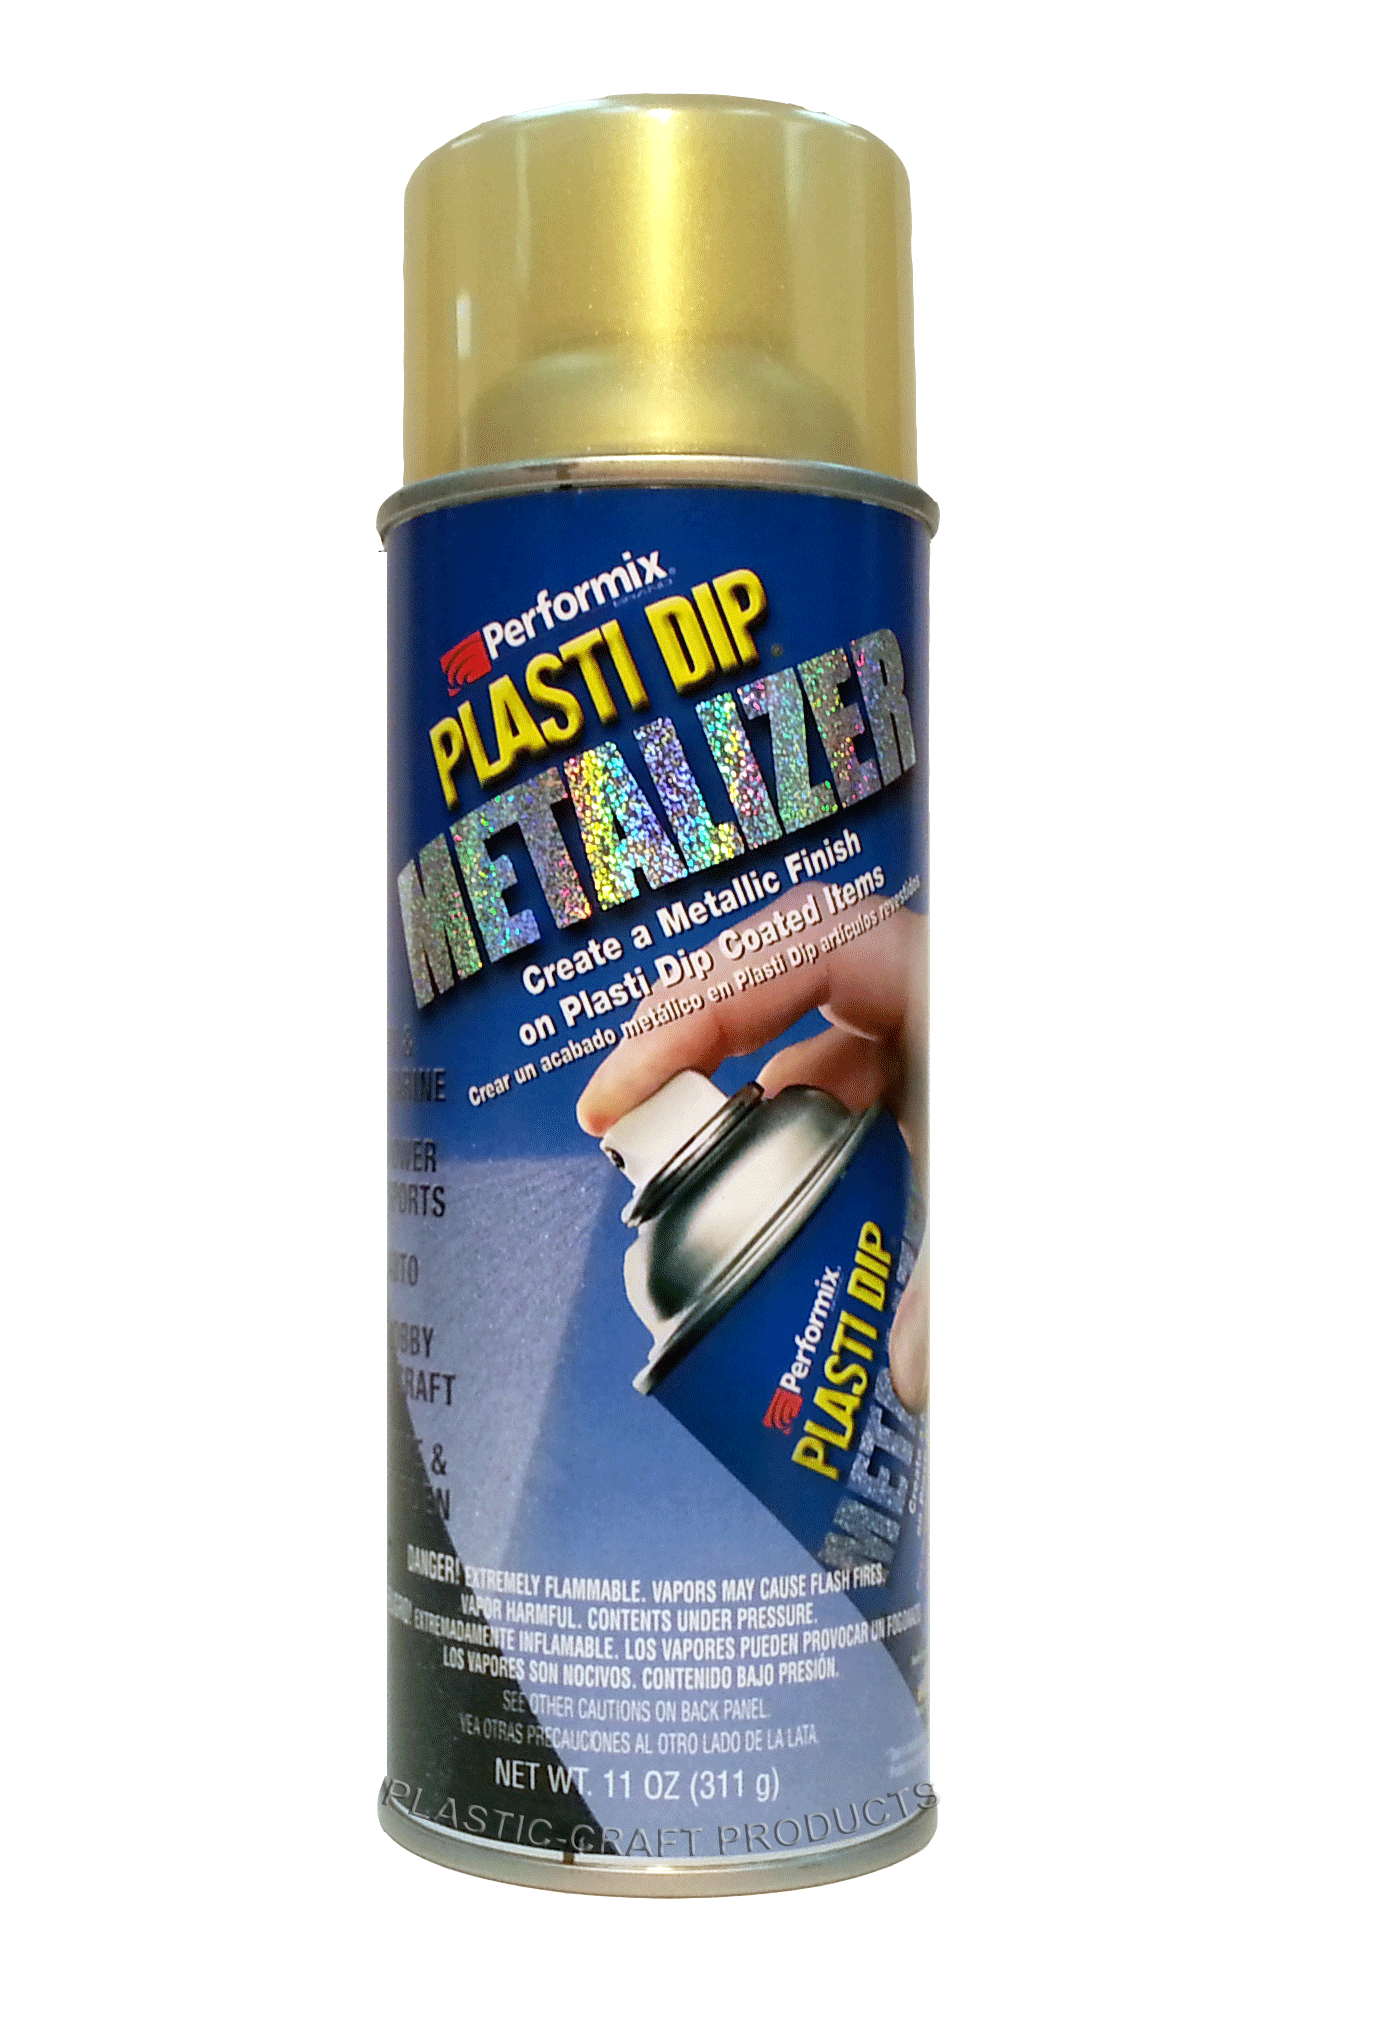 Performix
BRAND
PLASTI DIP
METALIZER
Create a Metallic Finish
on Plasti Dip Coated Items
Crear un acabado metálico en Plasti Dip artículos revestidos
&
SPORTS
&
Performix
PLASTI DIP
DANGER! EXTREMELY FLAMMABLE. VAPORS MAY CAUSE FLASH FIRES.
VAPOR HARMFUL. CONTENTS UNDER PRESSURE.
EXTREMADAMENTE INFLAMABLE. LOS VAPORES PUEDEN PROVOCAR UN
LOS VAPORES SON NOCIVOS. CONTENIDO BAJO PRESIÓN.
SEE OTHER CAUTIONS ON BACK PANEL.
VEA OTRAS PRECAUCIONES AL OTRO LADO DE LA LATA.
NET WT. 11 OZ (311 g)
PLASTIC-CRAFT PRODUCTS